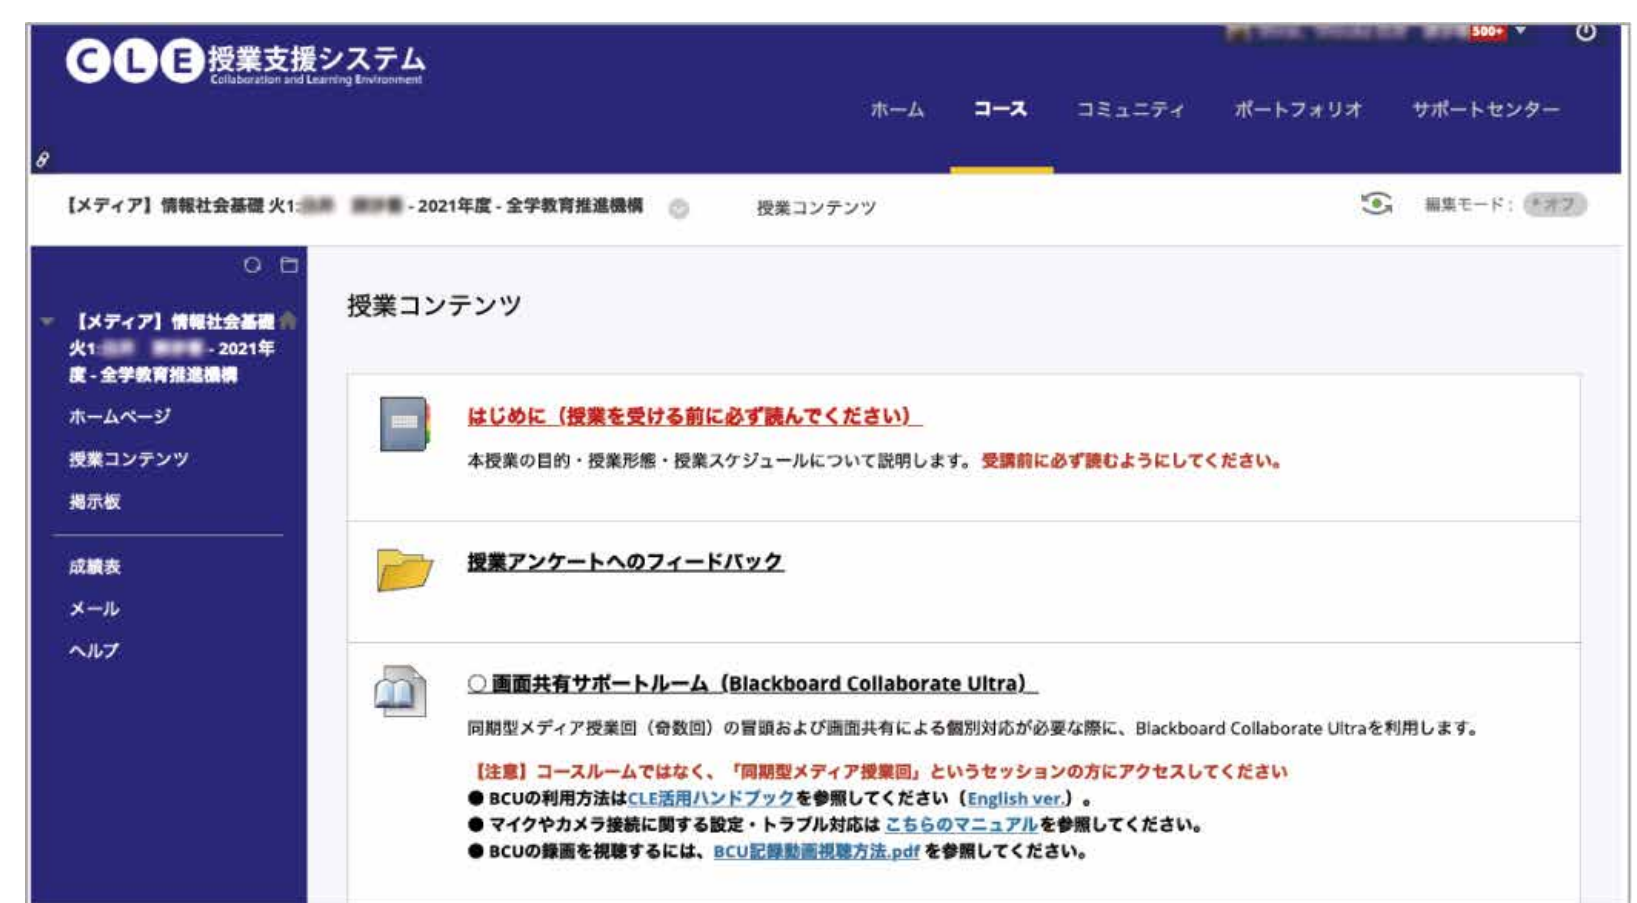 CLE 授業支援システム
Collaboration and Learning Environment
500+
ホーム コース コミュニティ ポートフォリオ サポートセンター
【メディア】情報社会基礎 火1: - 2021年度 - 全学教育推進機構 授業コンテンツ 編集モード: オフ
【メディア】情報社会基礎
火1: - 2021年
度 - 全学教育推進機構
ホームページ
授業コンテンツ
掲示板
成績表
メール
ヘルプ
授業コンテンツ
はじめに（授業を受ける前に必ず読んでください）
本授業の目的・授業形態・授業スケジュールについて説明します。受講前に必ず読むようにしてください。
授業アンケートへのフィードバック
○ 画面共有サポートルーム（Blackboard Collaborate Ultra）
同期型メディア授業回（奇数回）の冒頭および画面共有による個別対応が必要な際に、Blackboard Collaborate Ultraを利用します。
【注意】コースルームではなく、「同期型メディア授業回」というセッションの方にアクセスしてください
● BCUの利用方法はCLE活用ハンドブックを参照してください（English ver.）。
● マイクやカメラ接続に関する設定・トラブル対応は こちらのマニュアルを参照してください。
● BCUの録画を視聴するには、BCU記録動画視聴方法.pdf を参照してください。